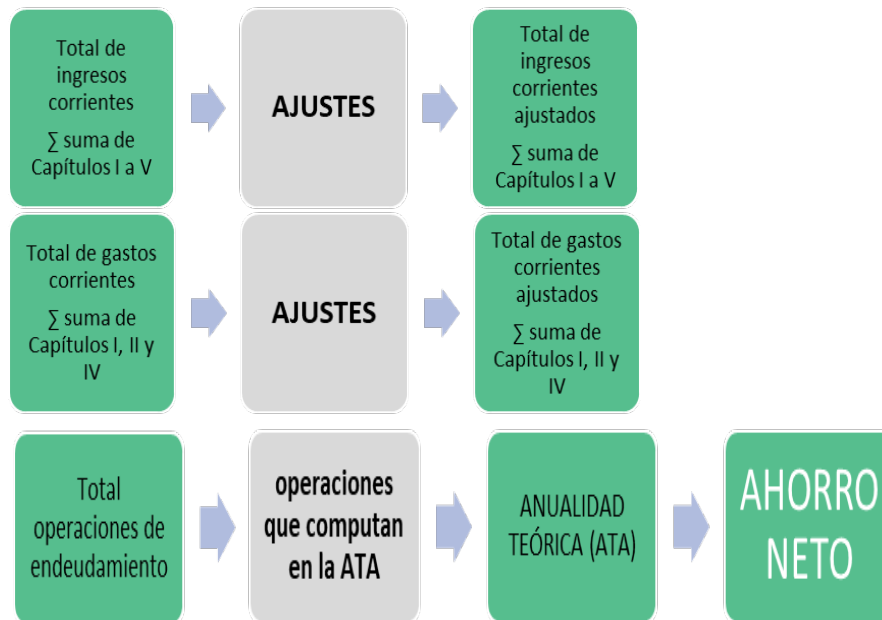 Total de
ingresos
corrientes
∑ suma de
Capítulos I a V
AJUSTES
Total de
ingresos
corrientes
ajustados
∑ suma de
Capítulos I a V
Total de gastos
corrientes
∑ suma de
Capítulos I, II y
IV
AJUSTES
Total de gastos
corrientes
ajustados
∑ suma de
Capítulos I, II y
IV
Total
operaciones de
endeudamiento
operaciones
que computan
en la ATA
ANUALIDAD
TEÓRICA (ATA)
AHORRO
NETO